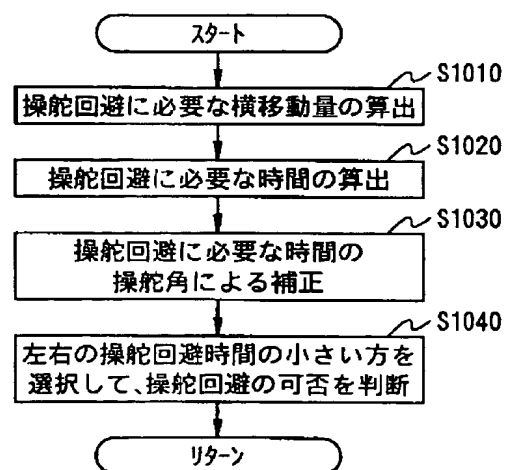 スタート
S1010
操舵回避に必要な横移動量の算出
S1020
操舵回避に必要な時間の算出
S1030
操舵回避に必要な時間の
操舵角による補正
S1040
左右の操舵回避時間の小さい方を
選択して、操舵回避の可否を判断
リターン